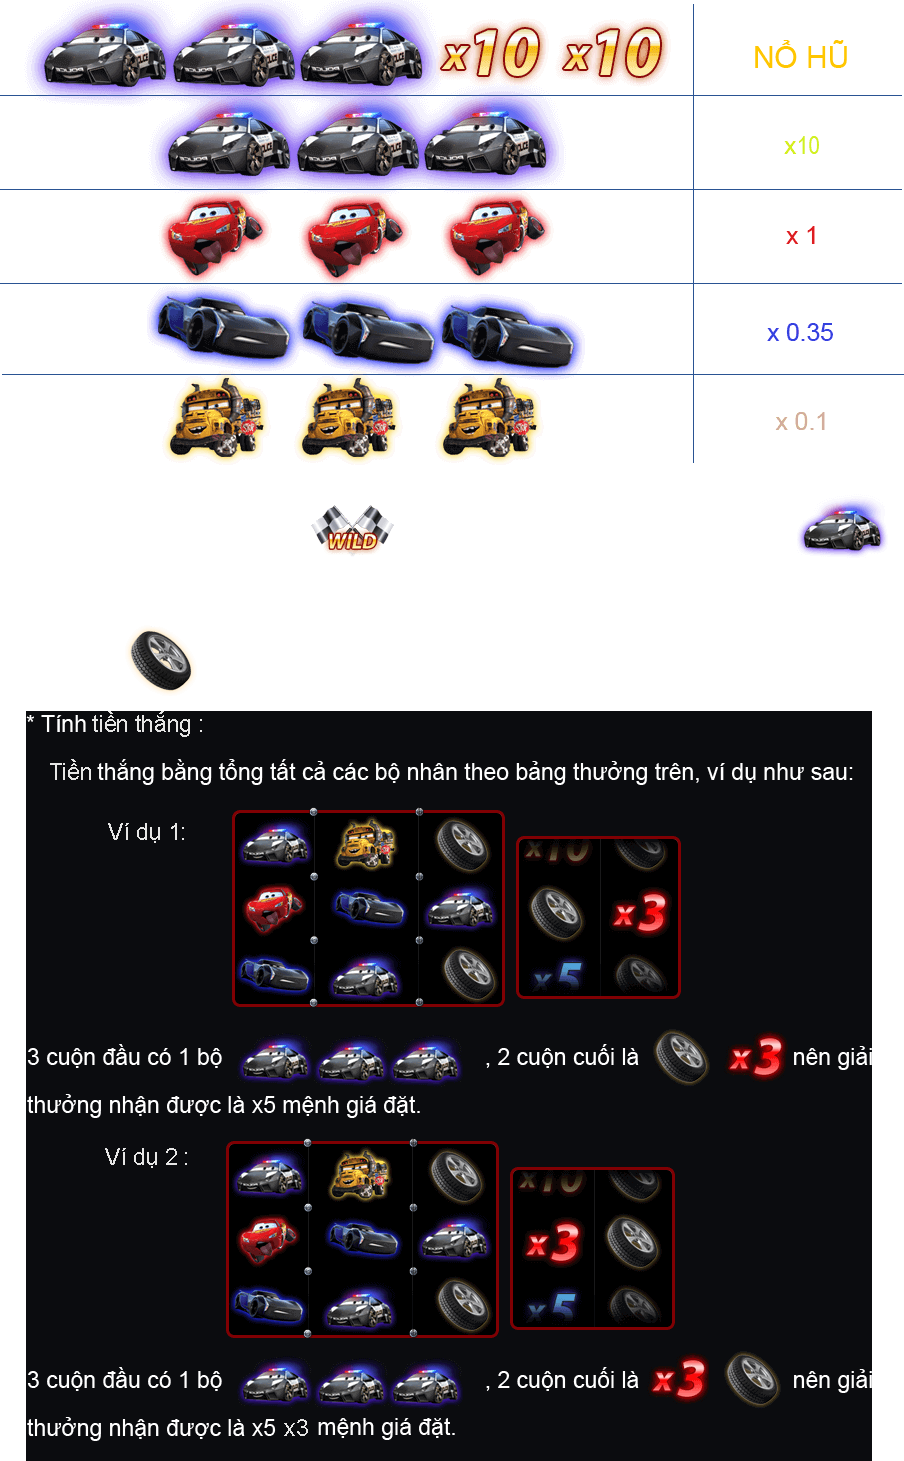 x10 x10 NỔ HŨ
x10
x 1
x 0.35
x 0.1
WILD
* Tính tiền thắng :
Tiền thắng bằng tổng tất cả các bộ nhân theo bảng thưởng trên, ví dụ như sau:
Ví dụ 1:
x10
x3
x5
3 cuộn đầu có 1 bộ , 2 cuộn cuối là x3 nên giải
thưởng nhận được là x5 mệnh giá đặt.
Ví dụ 2 :
x10
x3
x5
3 cuộn đầu có 1 bộ , 2 cuộn cuối là x3 nên giải
thưởng nhận được là x5 x3 mệnh giá đặt.